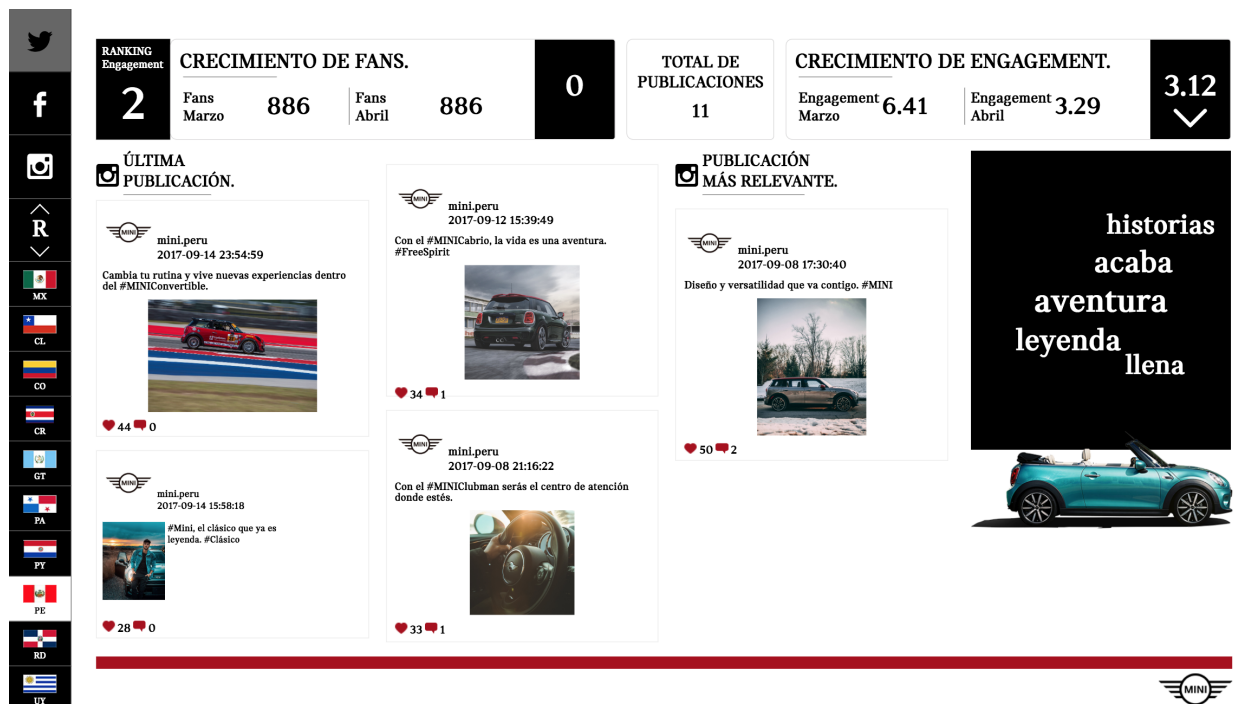 RANKING
Engagement
2
CRECIMIENTO DE FANS.
Fans
Marzo
886
Fans
Abril
886
0
TOTAL DE
PUBLICACIONES
11
CRECIMIENTO DE ENGAGEMENT.
Engagement
Marzo
6.41
Engagement
Abril
3.29
3.12
R
MX
CL
CO
CR
GT
PA
PY
PE
RD
UY
ÚLTIMA
PUBLICACIÓN.
MINI
mini.peru
2017-09-14 23:54:59
Cambia tu rutina y vive nuevas experiencias dentro
del #MINIConvertible.
44 0
MINI
mini.peru
2017-09-14 15:58:18
#Mini, el clásico que ya es
leyenda. #Clásico
28 0
MINI
mini.peru
2017-09-12 15:39:49
Con el #MINICabrio, la vida es una aventura.
#FreeSpirit
34 1
MINI
mini.peru
2017-09-08 21:16:22
Con el #MINIClubman serás el centro de atención
donde estés.
33 1
PUBLICACIÓN
MÁS RELEVANTE.
MINI
mini.peru
2017-09-08 17:30:40
Diseño y versatilidad que va contigo. #MINI
50 2
historias
acaba
aventura
leyenda
llena
MINI